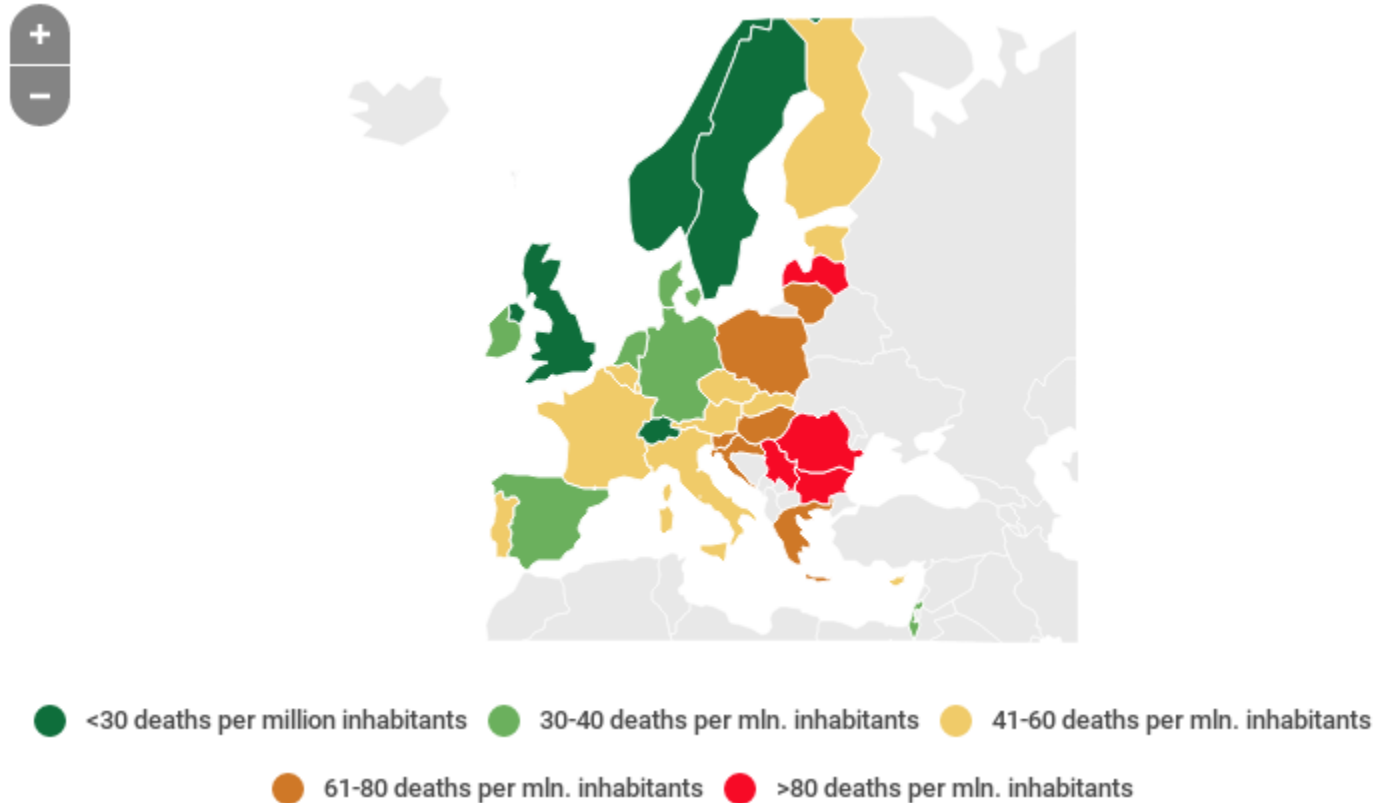 +
−
<30 deaths per million inhabitants 30-40 deaths per mln. inhabitants 41-60 deaths per mln. inhabitants
61-80 deaths per mln. inhabitants >80 deaths per mln. inhabitants